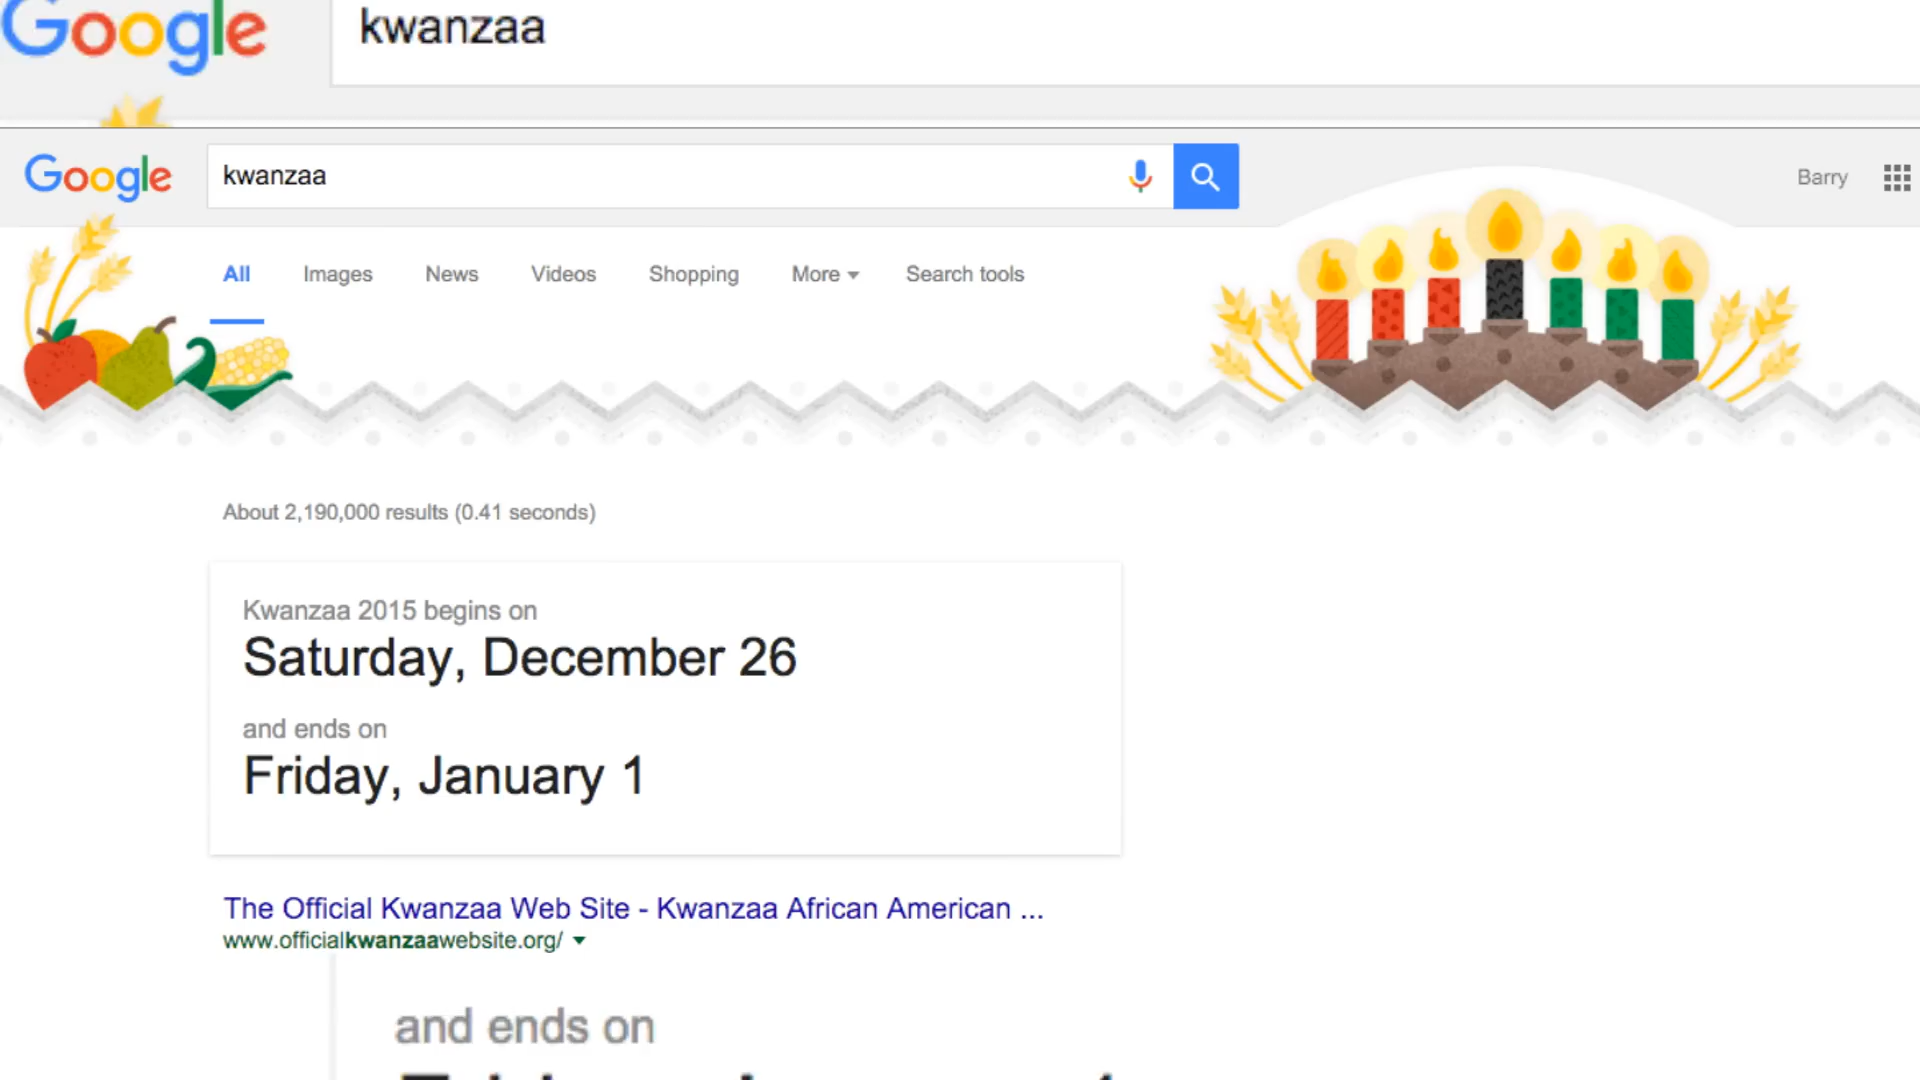 Google kwanzaa
Google kwanzaa Barry
All Images News Videos Shopping More Search tools
About 2,190,000 results (0.41 seconds)
Kwanzaa 2015 begins on
Saturday, December 26
and ends on
Friday, January 1
The Official Kwanzaa Web Site - Kwanzaa African American ...
www.officialkwanzaawebsite.org/
and ends on